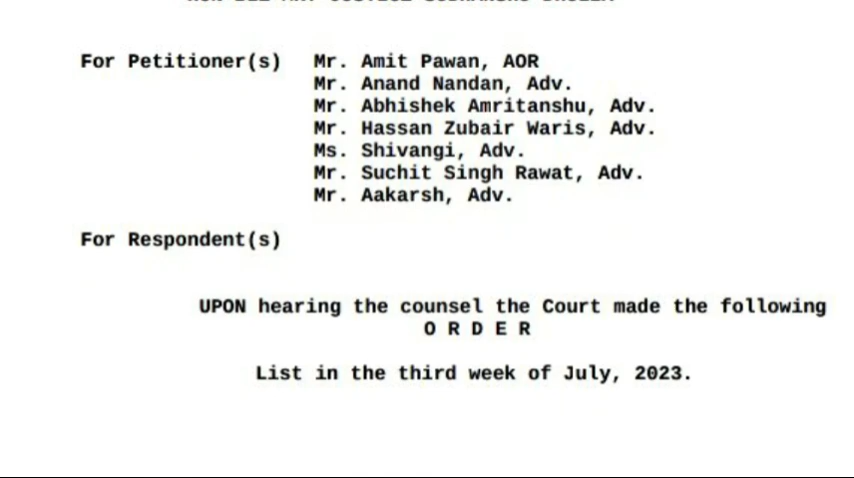 For Petitioner(s) Mr. Amit Pawan, AOR
Mr. Anand Nandan, Adv.
Mr. Abhishek Amritanshu, Adv.
Mr. Hassan Zubair Waris, Adv.
Ms. Shivangi, Adv.
Mr. Suchit Singh Rawat, Adv.
Mr. Aakarsh, Adv.
For Respondent(s)
UPON hearing the counsel the Court made the following
O R D E R
List in the third week of July, 2023.